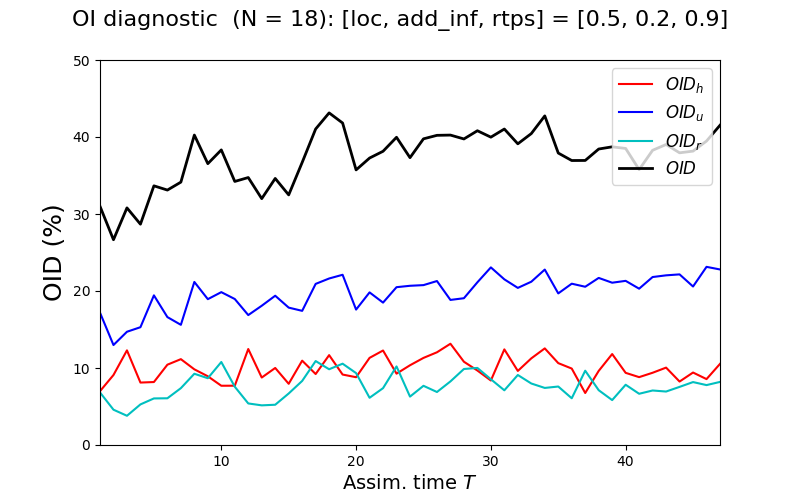 OI diagnostic  (N = 18): [loc, add_inf, rtps] = [0.5, 0.2, 0.9]
OID (%)
50
40
30
20
10
0
OID_h
OID_u
OID_r
OID
10 20 30 40
Assim. time T